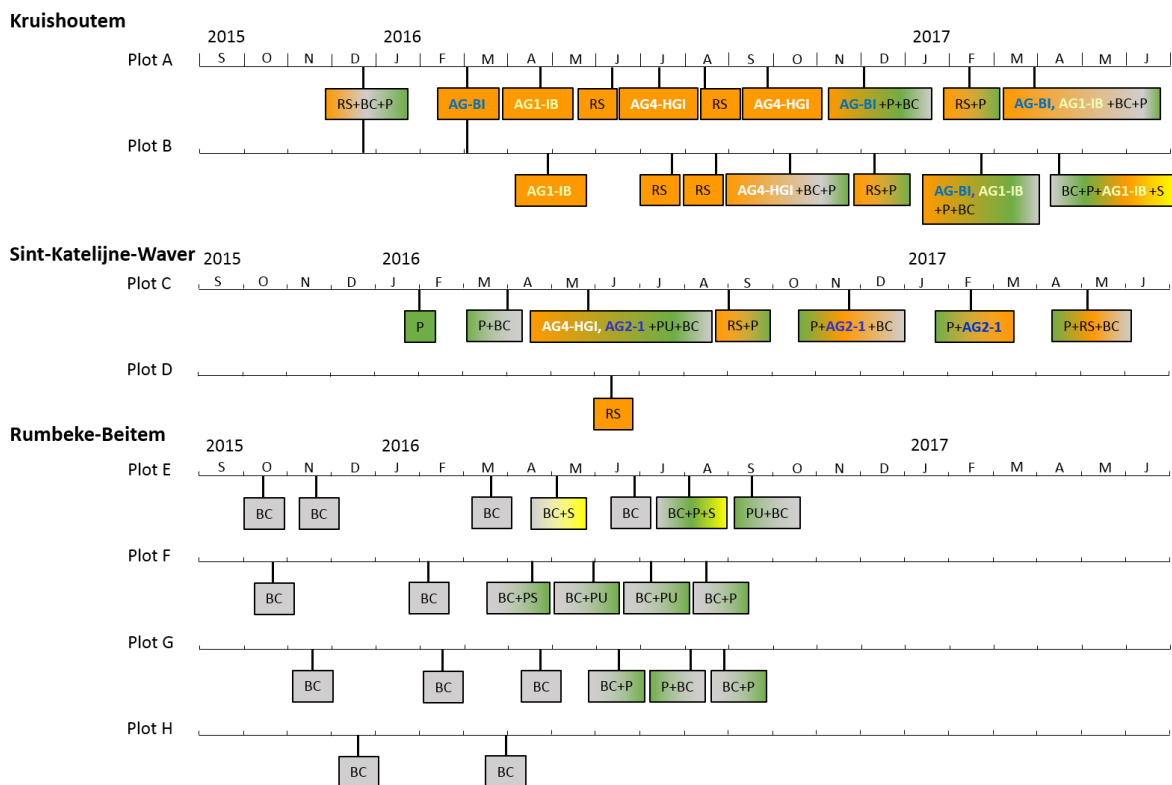 Kruishoutem
2015 2016 2017
Plot A S O N D J F M A M J J A S O N D J F M A M J
RS+BC+P AG-BI AG1-IB RS AG4-HGI RS AG4-HGI AG-BI +P+BC RS+P AG-BI, AG1-IB +BC+P
Plot B
AG1-IB RS RS AG4-HGI +BC+P RS+P AG-BI, AG1-IB BC+P+AG1-IB +S
+P+BC
Sint-Katelijne-Waver
2015 2016 2017
Plot C S O N D J F M A M J J A S O N D J F M A M J
P P+BC AG4-HGI, AG2-1 +PU+BC RS+P P+AG2-1 +BC P+AG2-1 P+RS+BC
Plot D
RS
Rumbeke-Beitem
2015 2016 2017
Plot E S O N D J F M A M J J A S O N D J F M A M J
BC BC BC BC+S BC BC+P+S PU+BC
Plot F
BC BC BC+PS BC+PU BC+PU BC+P
Plot G
BC BC BC BC+P P+BC BC+P
Plot H
BC BC